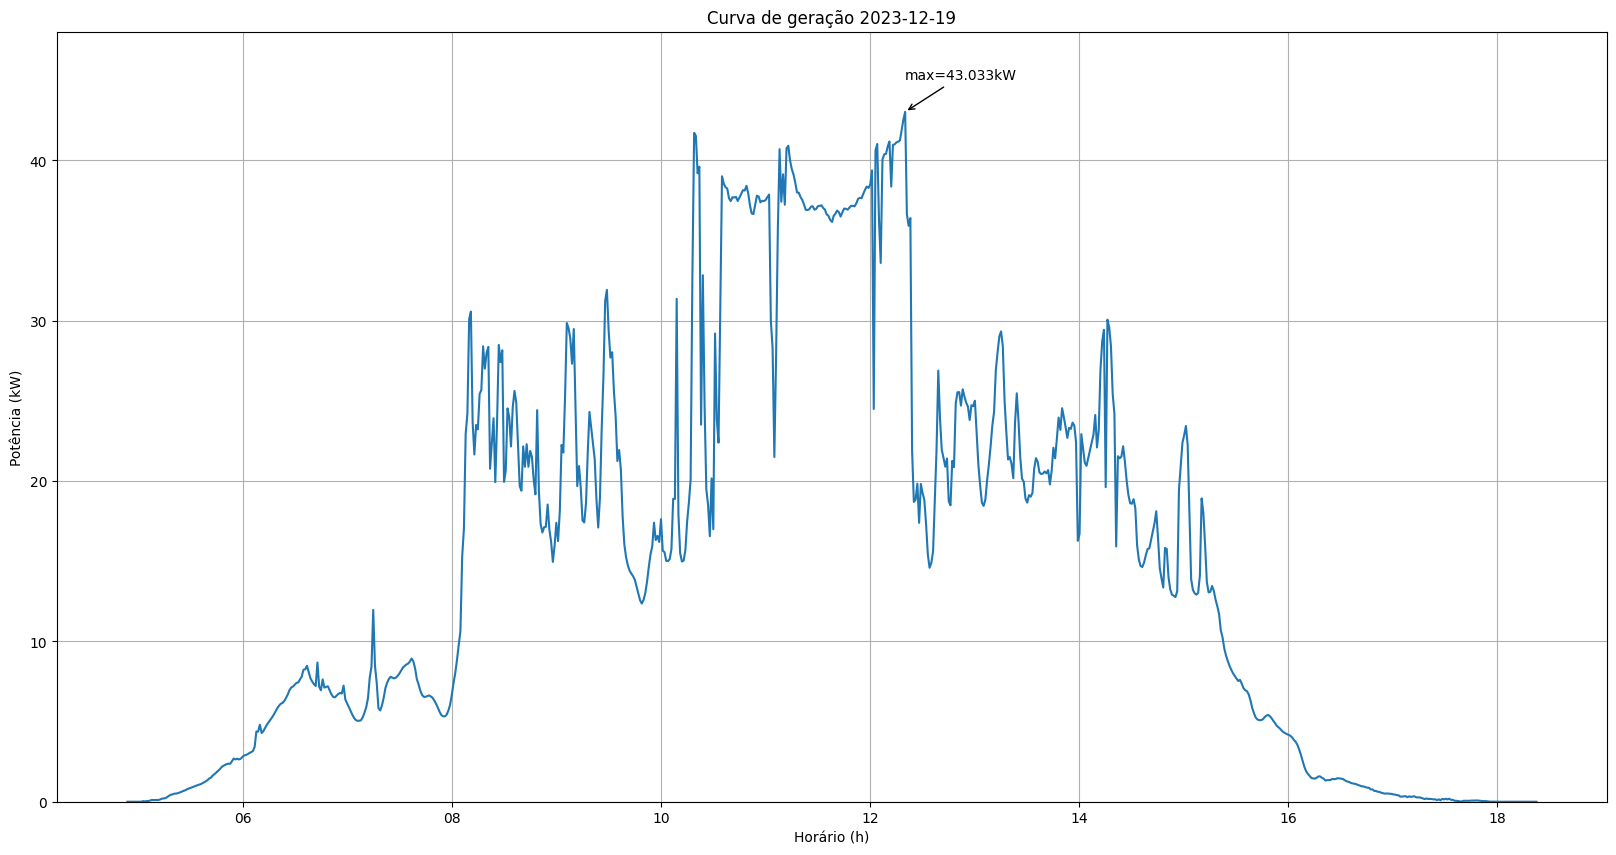 Curva de geração 2023-12-19
max=43.033kW
Potência (kW)
40
30
20
10
0
06 08 10 12 14 16 18
Horário (h)